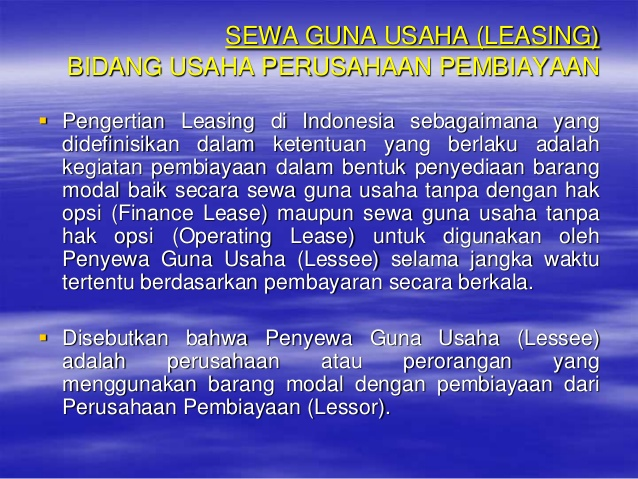 SEWA GUNA USAHA (LEASING)
BIDANG USAHA PERUSAHAAN PEMBIAYAAN
Pengertian Leasing di Indonesia sebagaimana yang
didefinisikan dalam ketentuan yang berlaku adalah
kegiatan pembiayaan dalam bentuk penyediaan barang
modal baik secara sewa guna usaha tanpa dengan hak
opsi (Finance Lease) maupun sewa guna usaha tanpa
hak opsi (Operating Lease) untuk digunakan oleh
Penyewa Guna Usaha (Lessee) selama jangka waktu
tertentu berdasarkan pembayaran secara berkala.
Disebutkan bahwa Penyewa Guna Usaha (Lessee)
adalah perusahaan atau perorangan yang
menggunakan barang modal dengan pembiayaan dari
Perusahaan Pembiayaan (Lessor).